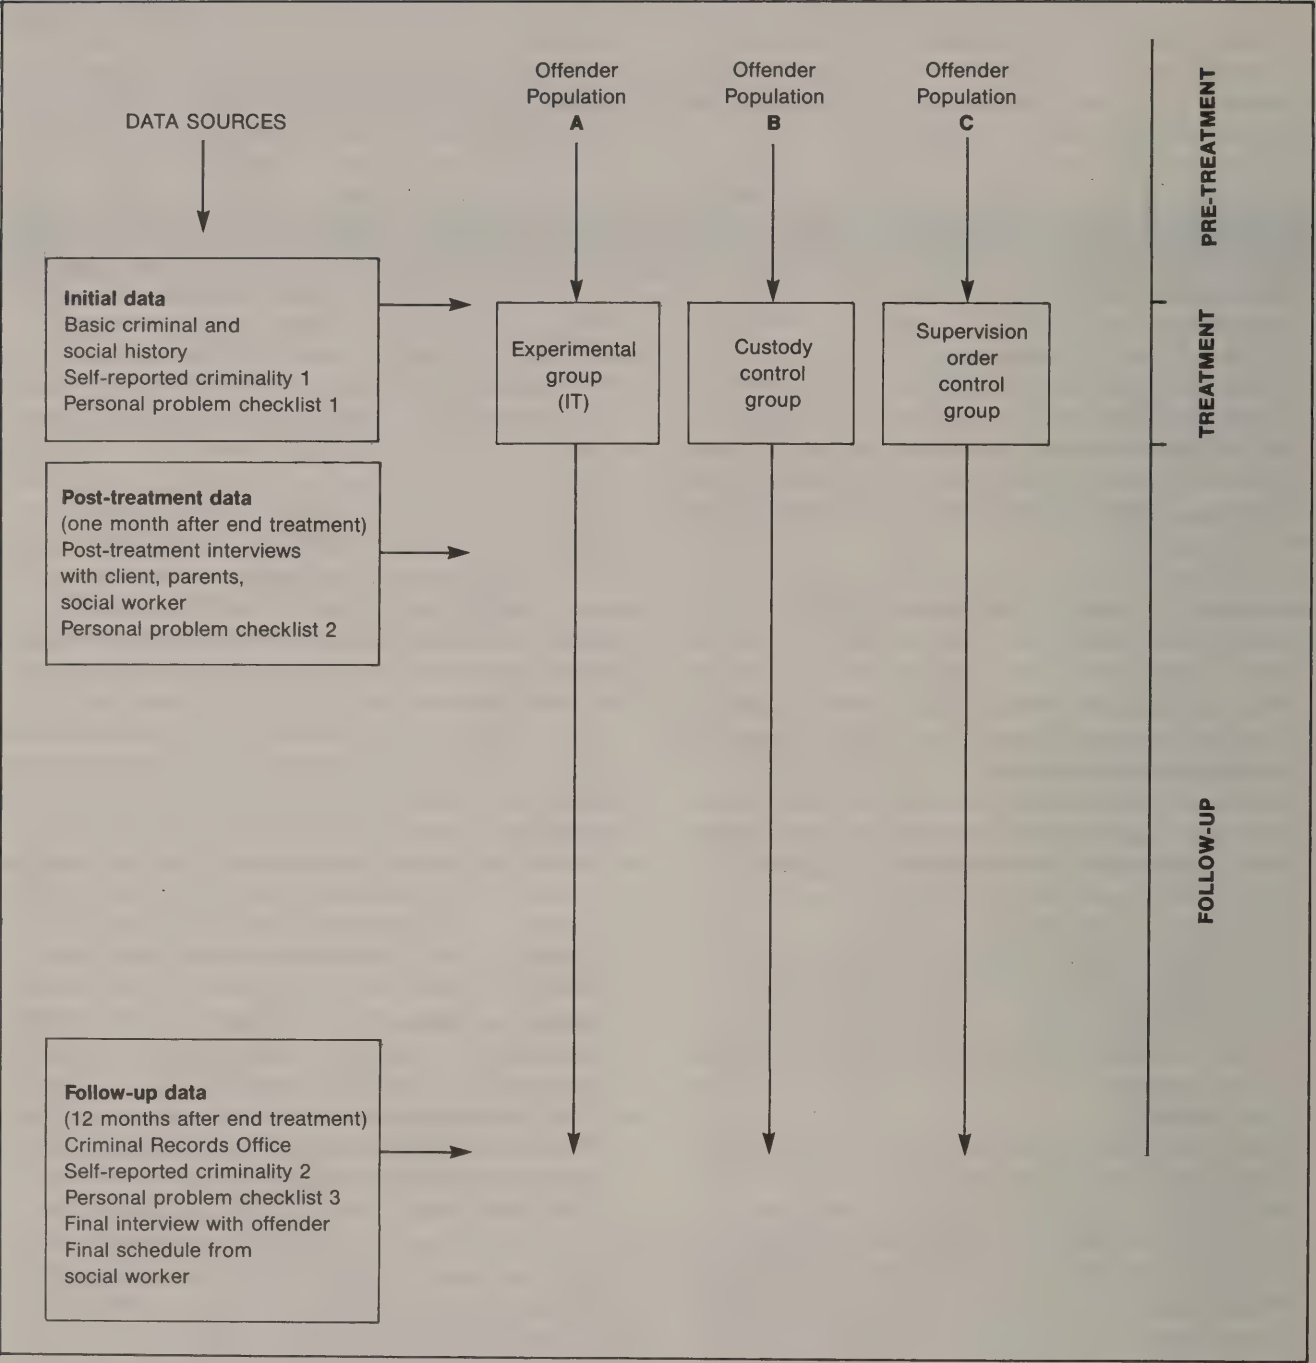 DATA SOURCES
Offender
Population
A
Offender
Population
B
Offender
Population
C
PRE-TREATMENT
Initial data
Basic criminal and
social history
Self-reported criminality 1
Personal problem checklist 1
Experimental
group
(IT)
Custody
control
group
Supervision
order
control
group
TREATMENT
Post-treatment data
(one month after end treatment)
Post-treatment interviews
with client, parents,
social worker
Personal problem checklist 2
FOLLOW-UP
Follow-up data
(12 months after end treatment)
Criminal Records Office
Self-reported criminality 2
Personal problem checklist 3
Final interview with offender
Final schedule from
social worker